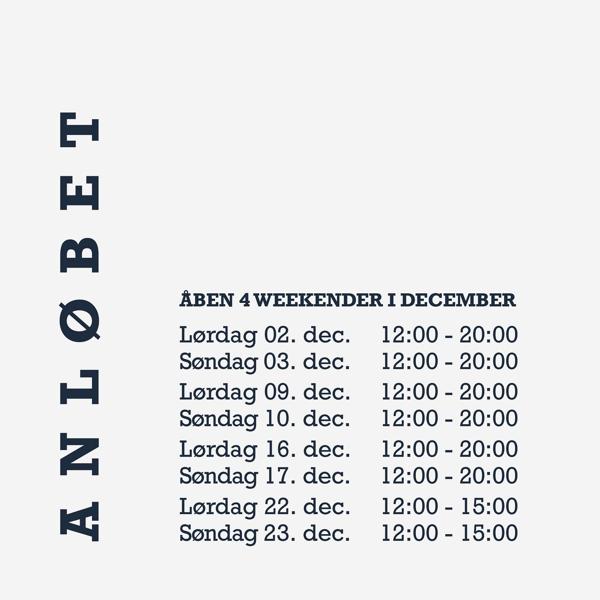 ANLØBET
ÅBEN 4 WEEKENDER I DECEMBER
Lørdag 02. dec. 12:00 - 20:00
Søndag 03. dec. 12:00 - 20:00
Lørdag 09. dec. 12:00 - 20:00
Søndag 10. dec. 12:00 - 20:00
Lørdag 16. dec. 12:00 - 20:00
Søndag 17. dec. 12:00 - 20:00
Lørdag 22. dec. 12:00 - 15:00
Søndag 23. dec. 12:00 - 15:00